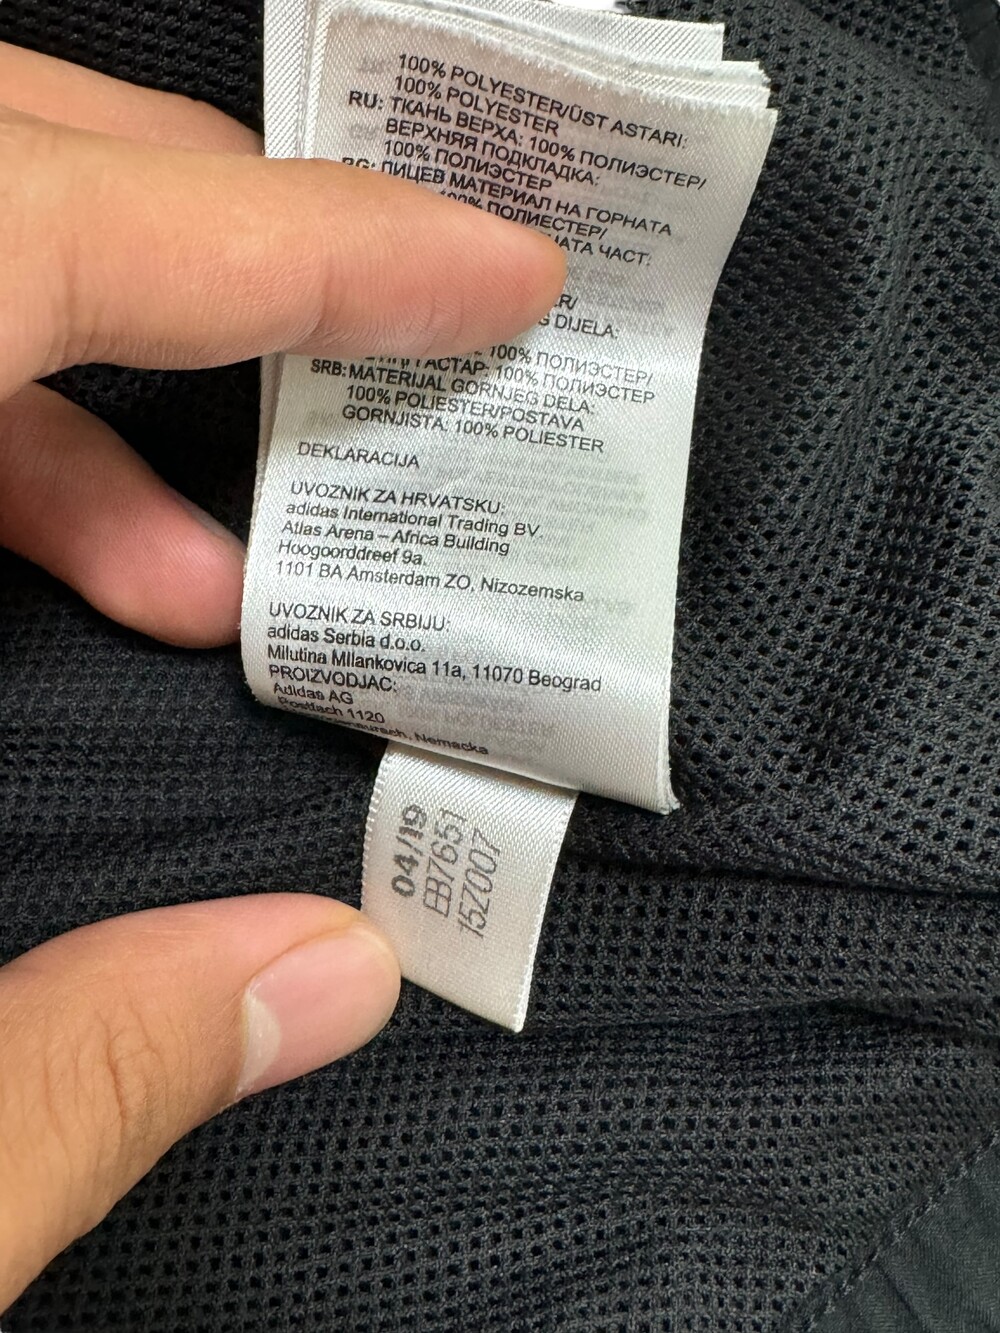 100% POLYESTER/ÜST ASTARI:
100% POLYESTER
RU: ТКАНЬ ВЕРХА: 100% ПОЛИЭСТЕР/
ВЕРХНЯЯ ПОДКЛАДКА:
100% ПОЛИЭСТЕР
BG: ЛИЦЕВ МАТЕРИАЛ НА ГОРНАТА
100% ПОЛИЕСТЕР/
ЧАСТ:
DIJELA:
100% ПОЛИЭСТЕР/
АСТАР: 100% ПОЛИЭСТЕР
SRB: MATERIJAL GORNJEG DELA:
100% POLIESTER/POSTAVA
GORNJISTA: 100% POLIESTER
DEKLARACIJA
UVOZNIK ZA HRVATSKU:
adidas International Trading BV
Atlas Arena – Africa Building
Hoogoorddreef 9a.
1101 BA Amsterdam ZO, Nizozemska
UVOZNIK ZA SRBIJU:
adidas Serbia d.o.o.
Milutina Milankovica 11a, 11070 Beograd
PROIZVODJAC:
Adidas AG
Postfach 1120
Nemacka
04/19
EB7651
15Z007